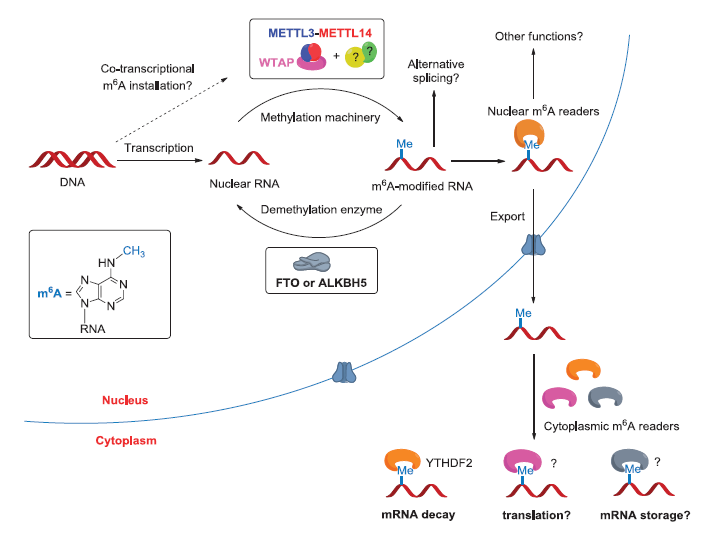 METTL3-METTL14
WTAP
+
?
?
Co-transcriptional
m⁶A installation?
Alternative
splicing?
Other functions?
Methylation machinery
Nuclear m⁶A readers
Transcription
Me
Me
DNA
Nuclear RNA
m⁶A-modified RNA
Demethylation enzyme
Export
FTO or ALKBH5
m⁶A =
HN
CH₃
N
N
N
N
RNA
Me
Nucleus
Cytoplasm
Cytoplasmic m⁶A readers
YTHDF2
?
?
Me
Me
Me
mRNA decay
translation?
mRNA storage?